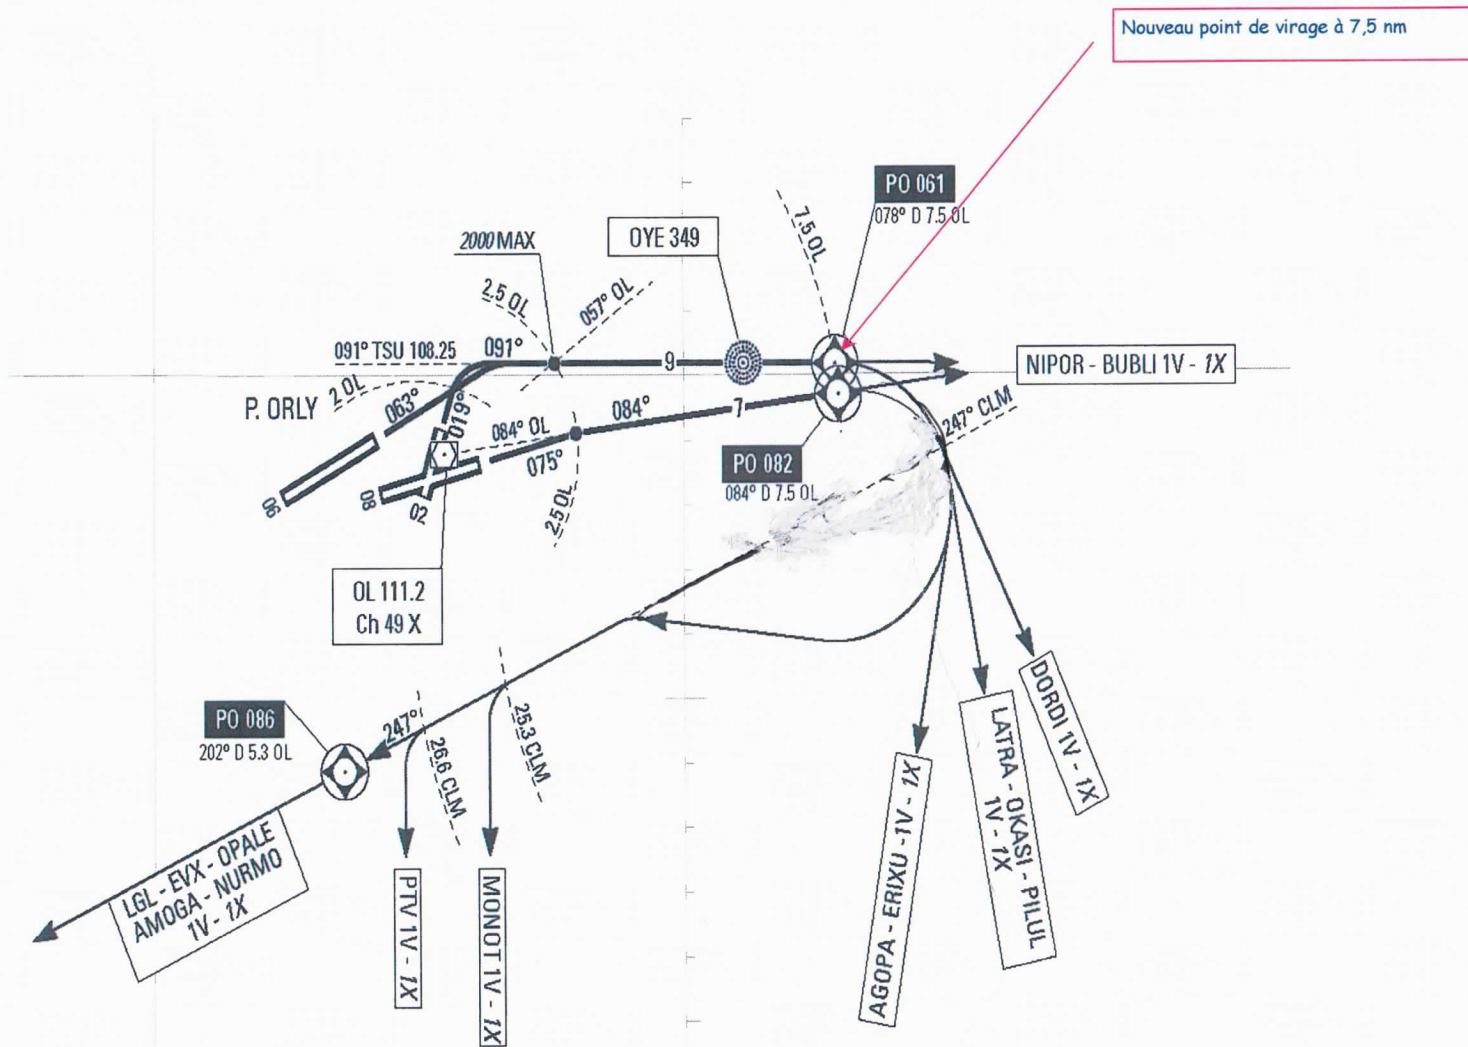 Nouveau point de virage à 7,5 nm
PO 061
078° D 7.5 OL
7.5 OL
OYE 349
2000 MAX
2.5 OL
057° OL
091° TSU 108.25
091°
9
NIPOR - BUBLI 1V - 1X
2 OL
P. ORLY
063°
019°
084° OL
084°
7
247° CLM
075°
PO 082
084° D 7.5 OL
2.5 OL
06
08
02
OL 111.2
Ch 49 X
PO 086
202° D 5.3 OL
247°
26.6 CLM
25.3 CLM
DORDI 1V - 1X
LATRA - OKASI - PILUL
1V - 1X
AGOPA - ERIXU -1V - 1X
LGL - EVX - OPALE
AMOGA - NURMO
1V - 1X
PTV 1V - 1X
MONOT 1V - 1X